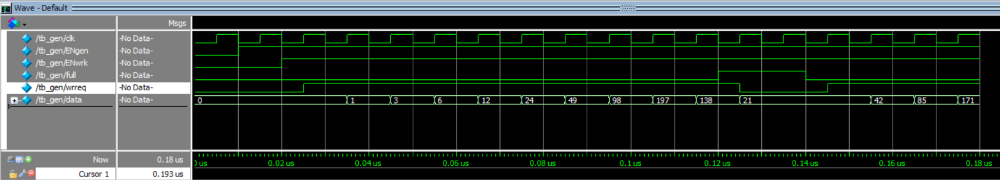 Wave - Default
Msgs
/tb_gen/clk -No Data-
/tb_gen/ENgen -No Data-
/tb_gen/ENwrk -No Data-
/tb_gen/full -No Data-
/tb_gen/wrreq -No Data-
/tb_gen/data -No Data- 0 1 3 6 12 24 49 98 197 138 21 42 85 171
Now 0.18 us us 0.02 us 0.04 us 0.06 us 0.08 us 0.1 us 0.12 us 0.14 us 0.16 us 0.18 us
Cursor 1 0.193 us